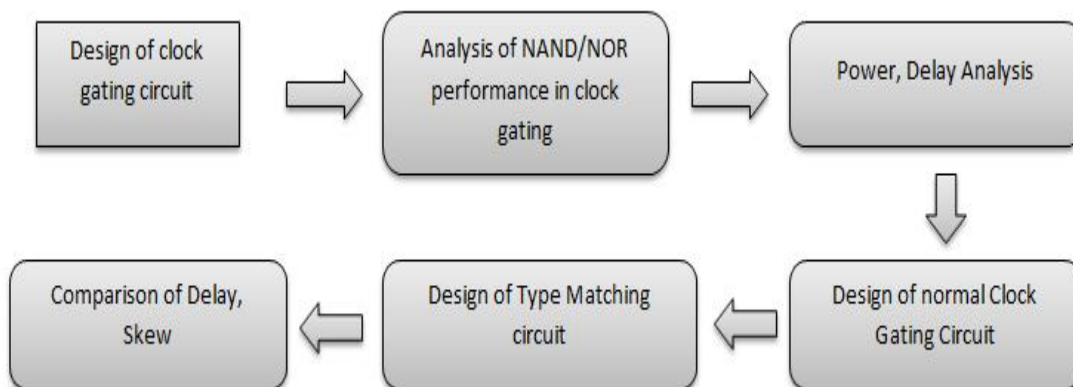 Design of clock
gating circuit
Analysis of NAND/NOR
performance in clock
gating
Power, Delay Analysis
Design of normal Clock
Gating Circuit
Design of Type Matching
circuit
Comparison of Delay,
Skew